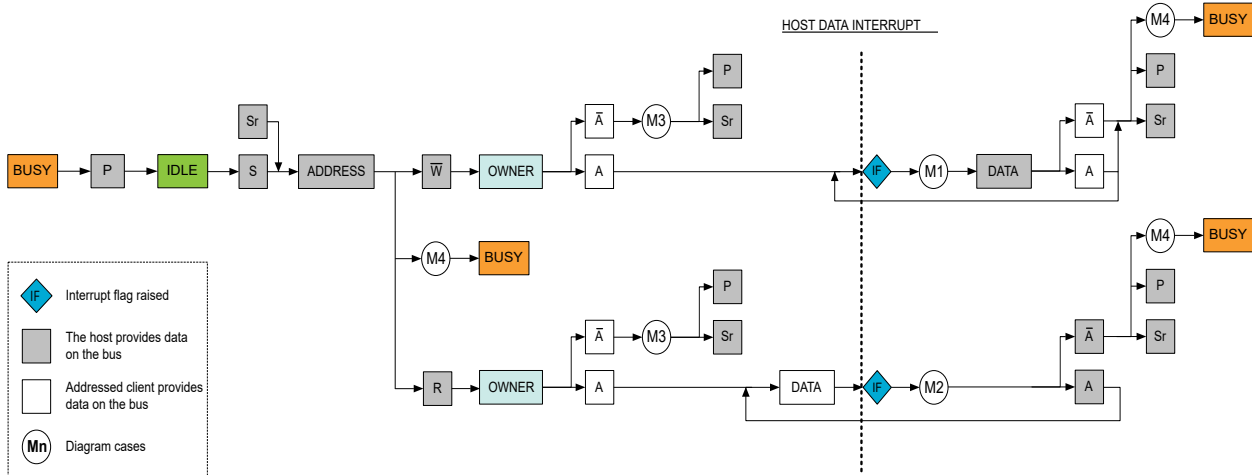 HOST DATA INTERRUPT
M4
BUSY
P
Sr
A̅
M3
P
Sr
A̅
Sr
BUSY
P
IDLE
S
ADDRESS
W̅
OWNER
A
IF
M1
DATA
A
M4
BUSY
M4
BUSY
P
P
A̅
M3
Sr
A̅
Sr
R
OWNER
A
DATA
IF
M2
A
IF
Interrupt flag raised
The host provides data
on the bus
Addressed client provides
data on the bus
Mn
Diagram cases